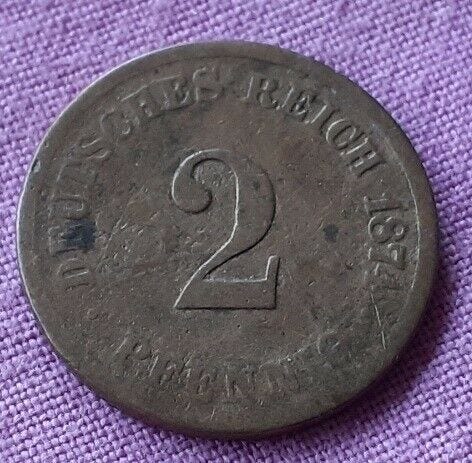 DEUTSCHES REICH 1874
2
PFENNIG